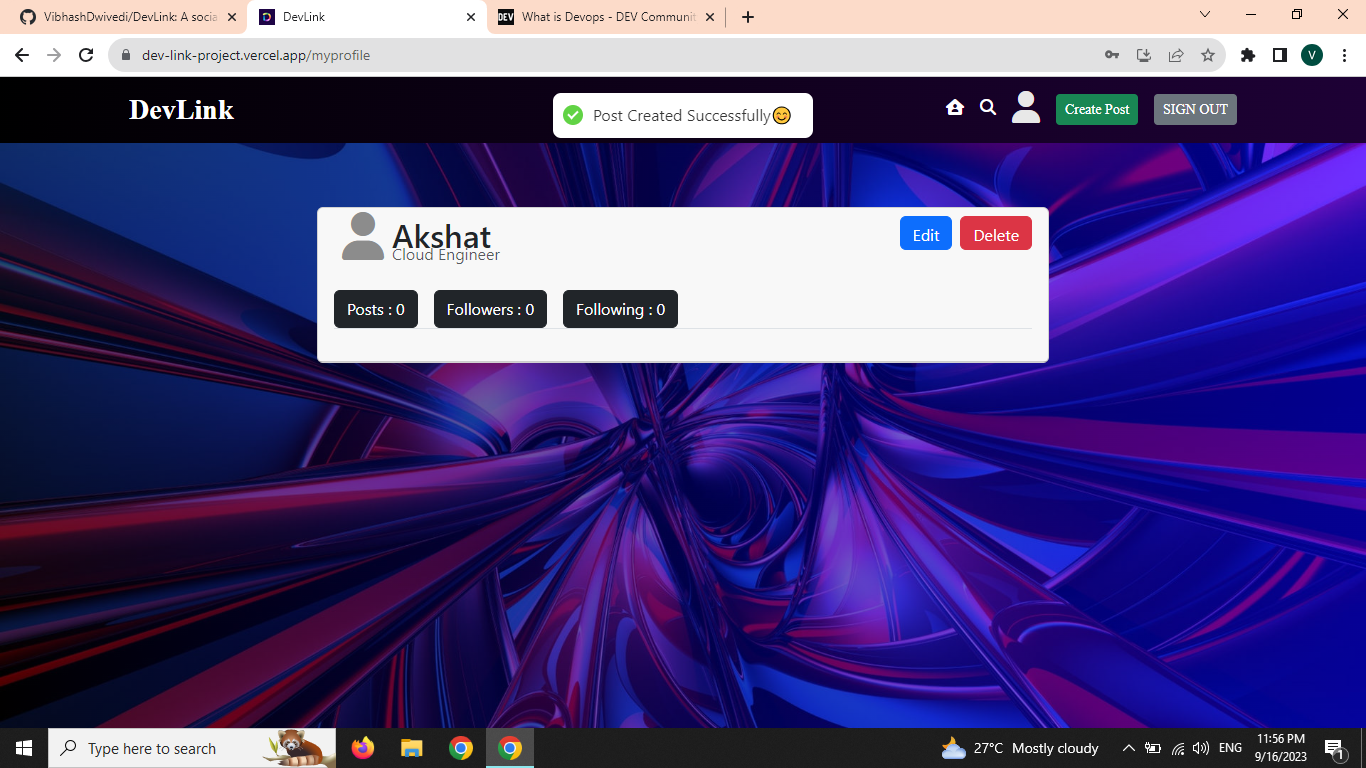 VibhashDwivedi/DevLink: A socia
DevLink
DEV What is Devops - DEV Communit
dev-link-project.vercel.app/myprofile
V
DevLink
Post Created Successfully😊
Create Post
SIGN OUT
Akshat
Cloud Engineer
Edit
Delete
Posts : 0
Followers : 0
Following : 0
Type here to search
27°C Mostly cloudy
ENG
11:56 PM
9/16/2023
1